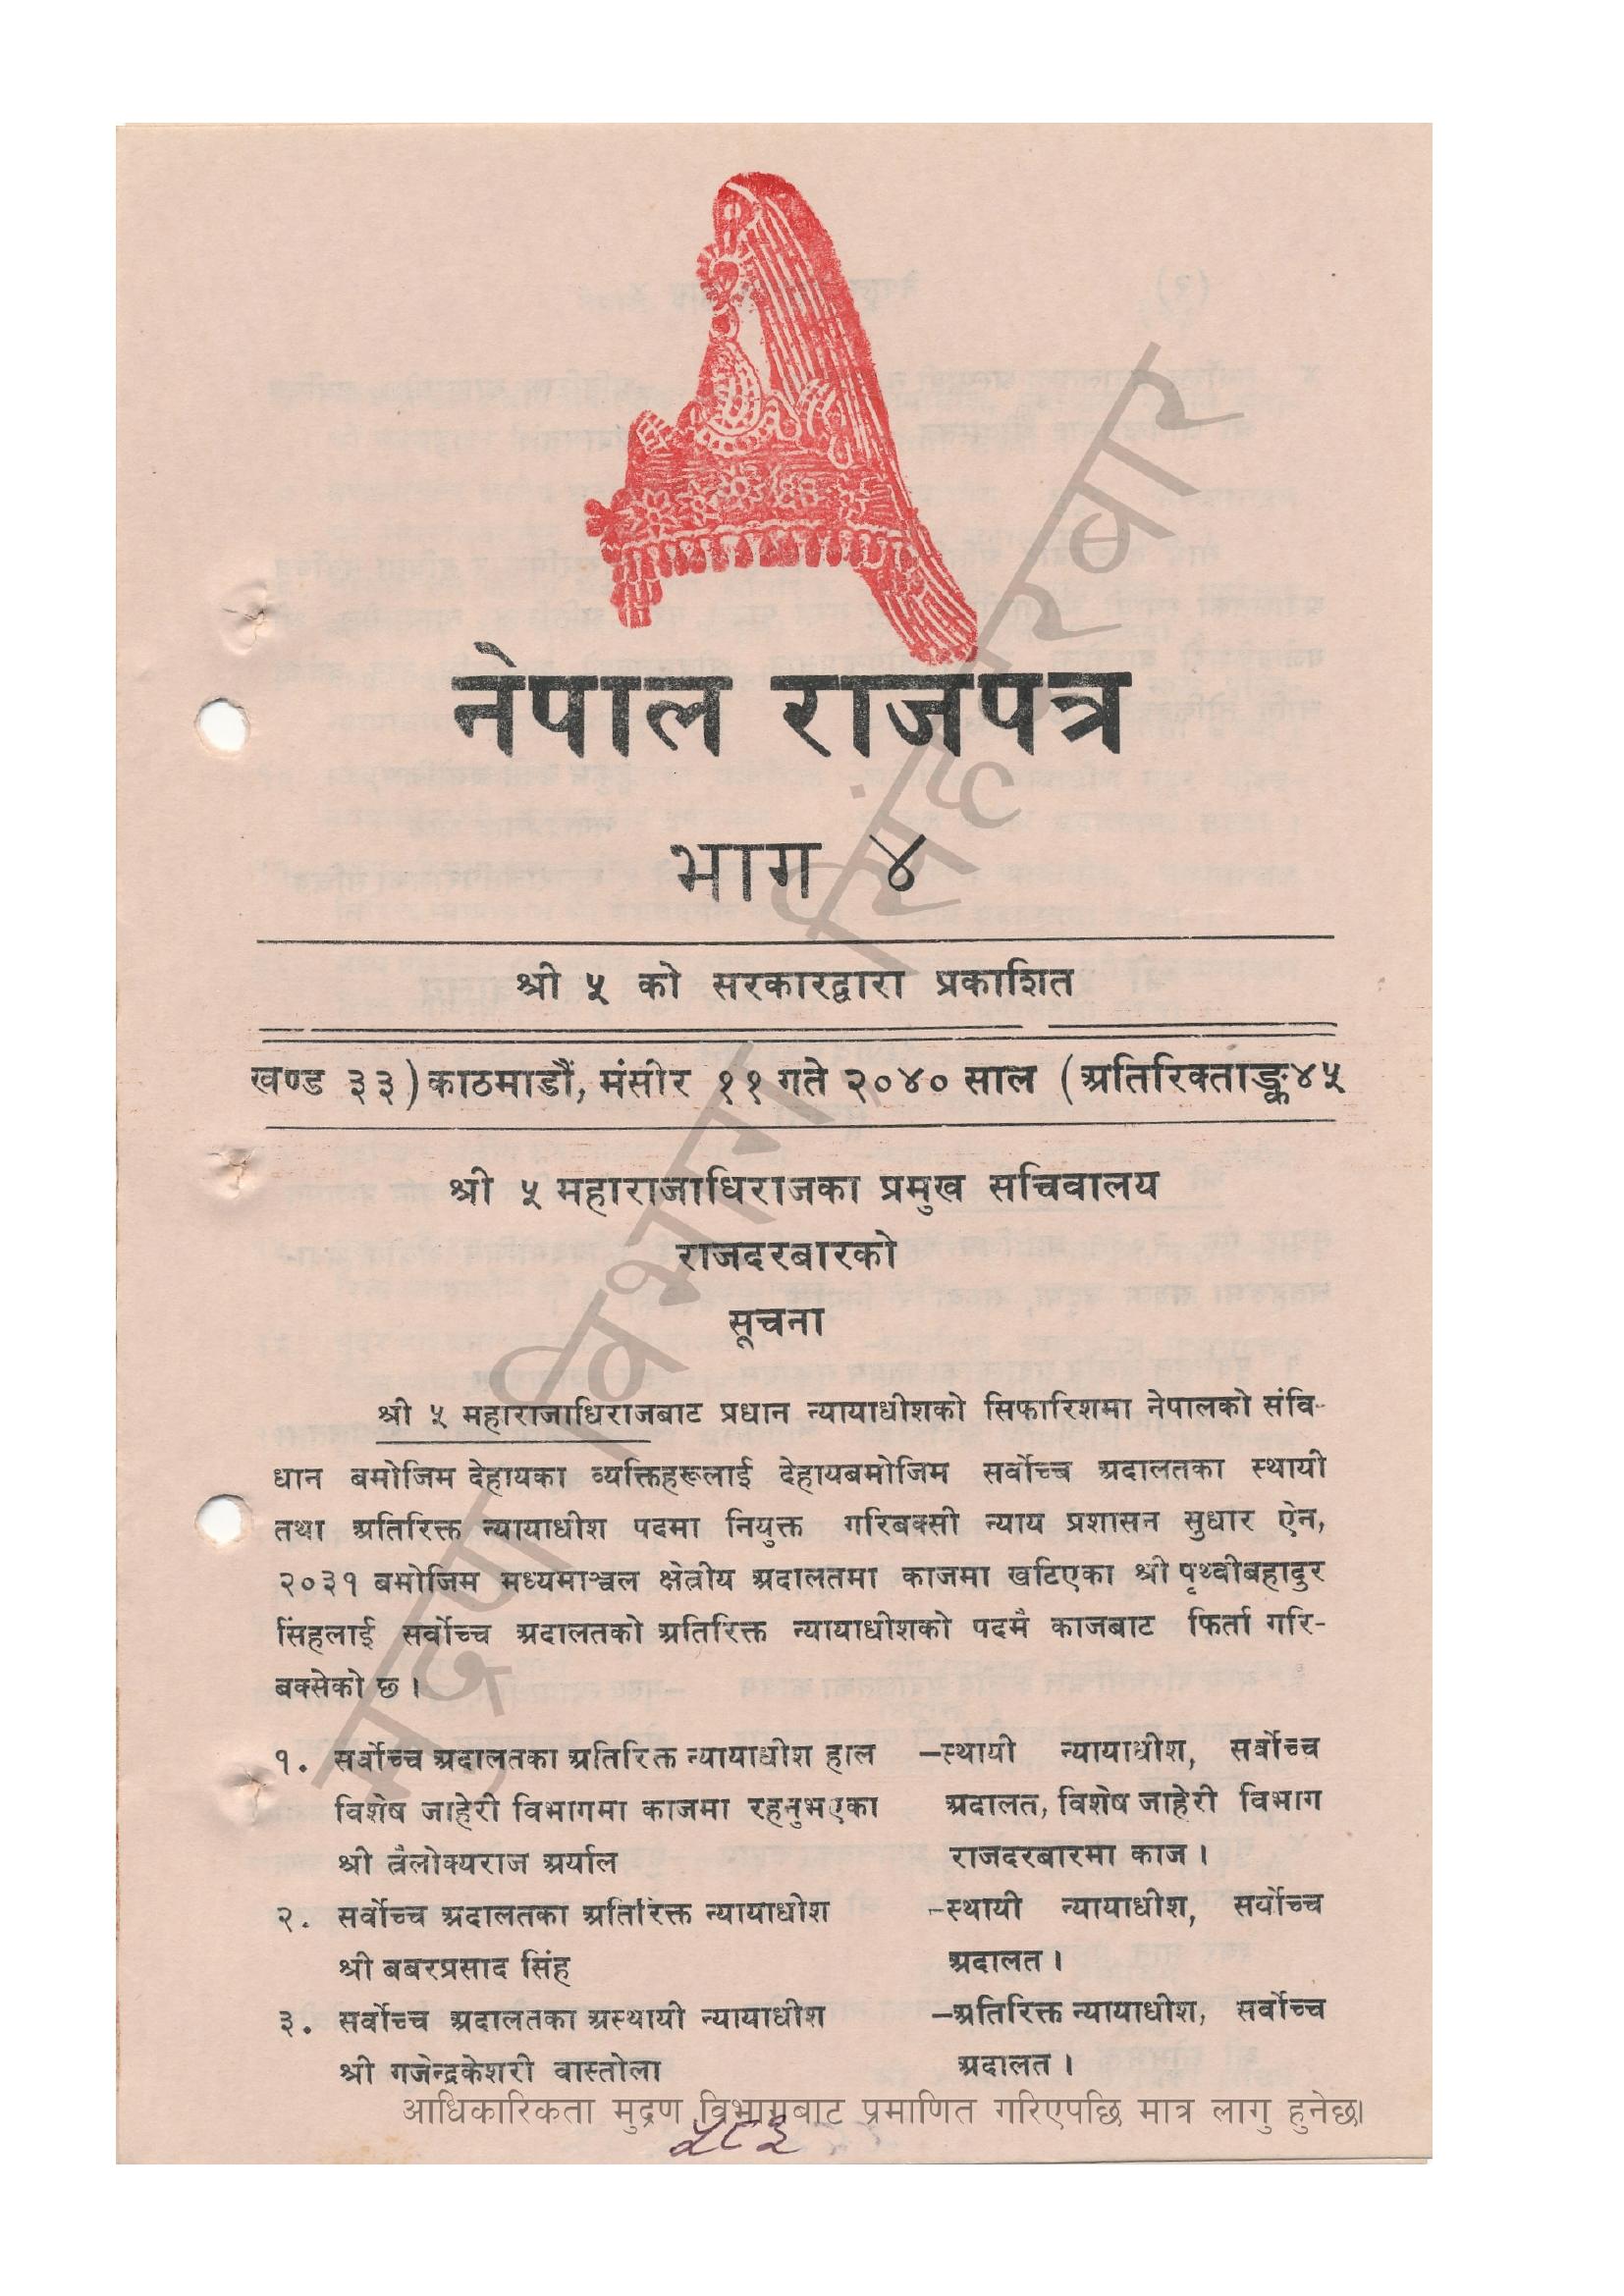 नेपाल राजपत्र
भाग ४
श्री ५ को सरकारद्वारा प्रकाशित
खण्ड ३३) काठमाडौं, मंसीर ११ गते २०४० साल (अतिरिक्ताङ्क ४५
श्री ५ महाराजाधिराजका प्रमुख सचिवालय
राजदरबारको
सूचना
श्री ५ महाराजाधिराजबाट प्रधान न्यायाधीशको सिफारिशमा नेपालको संवि-
धान बमोजिम देहायका व्यक्तिहरूलाई देहायबमोजिम सर्वोच्च अदालतका स्थायी
तथा अतिरिक्त न्यायाधीश पदमा नियुक्त गरिबक्सी न्याय प्रशासन सुधार ऐन,
२०३१ बमोजिम मध्यमाञ्चल क्षेत्रीय अदालतमा काजमा खटिएका श्री पृथ्वीबहादुर
सिंहलाई सर्वोच्च अदालतको अतिरिक्त न्यायाधीशको पदमै काजबाट फिर्ता गरि-
बक्सेको छ ।
१. सर्वोच्च अदालतका अतिरिक्त न्यायाधीश हाल –स्थायी न्यायाधीश, सर्वोच्च
विशेष जाहेरी विभागमा काजमा रहनुभएका अदालत, विशेष जाहेरी विभाग
श्री त्रैलोक्यराज अर्याल राजदरबारमा काज ।
२. सर्वोच्च अदालतका अतिरिक्त न्यायाधीश –स्थायी न्यायाधीश, सर्वोच्च
श्री बबरप्रसाद सिंह अदालत ।
३. सर्वोच्च अदालतका अस्थायी न्यायाधीश –अतिरिक्त न्यायाधीश, सर्वोच्च
श्री गजेन्द्रकेशरी वास्तोला अदालत ।
आधिकारिकता मुद्रण विभागबाट प्रमाणित गरिएपछि मात्र लागु हुनेछ।
५८३
मुद्रण विभाग, सिंहदरवार